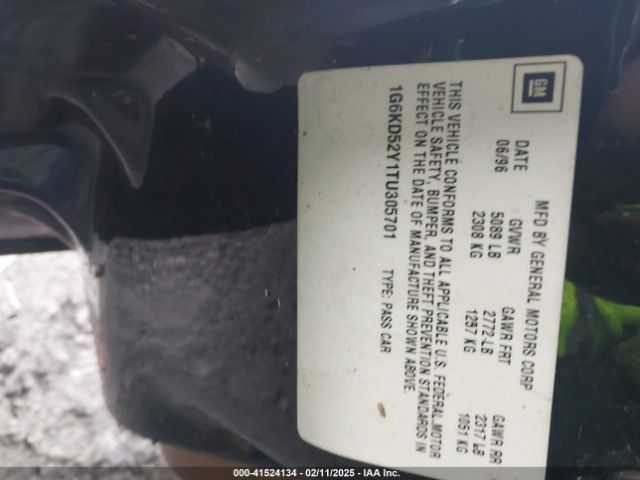 GM
MFD BY GENERAL MOTORS CORP
DATE GVWR GAWR FRT GAWR RR
06/96 5089 LB 2772 LB 2317 LB
2308 KG 1257 KG 1051 KG
THIS VEHICLE CONFORMS TO ALL APPLICABLE U.S. FEDERAL MOTOR
VEHICLE SAFETY, BUMPER, AND THEFT PREVENTION STANDARDS IN
EFFECT ON THE DATE OF MANUFACTURE SHOWN ABOVE.
1G6KD52Y1TU305701 TYPE: PASS CAR
000-41524134 - 02/11/2025 - IAA Inc.